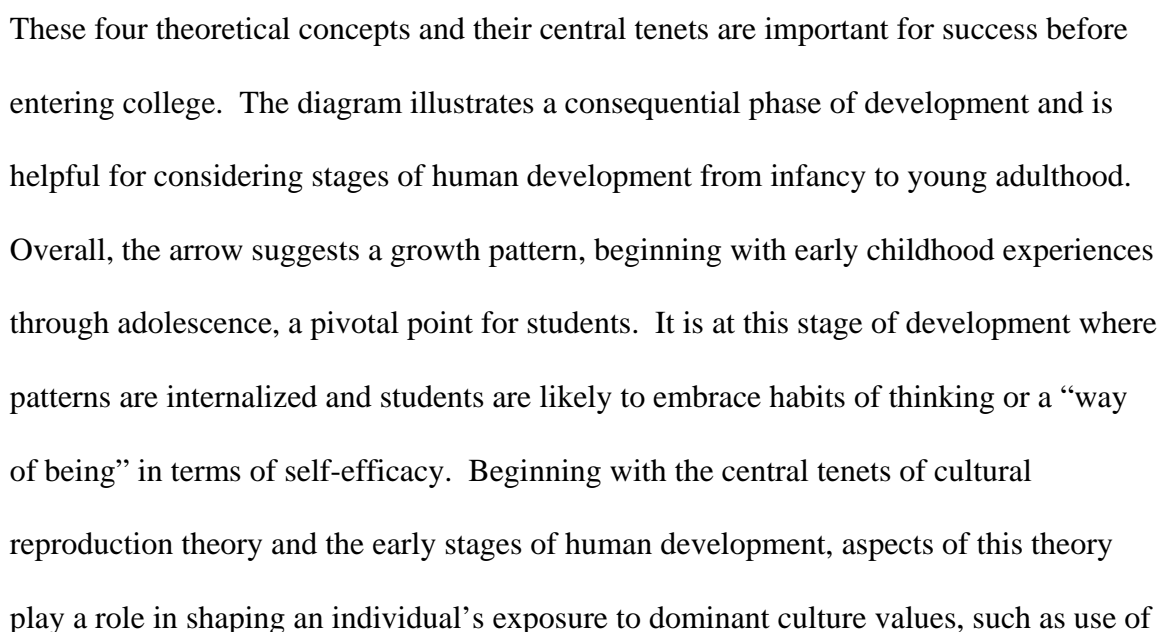 These four theoretical concepts and their central tenets are important for success before
entering college.  The diagram illustrates a consequential phase of development and is
helpful for considering stages of human development from infancy to young adulthood.
Overall, the arrow suggests a growth pattern, beginning with early childhood experiences
through adolescence, a pivotal point for students.  It is at this stage of development where
patterns are internalized and students are likely to embrace habits of thinking or a “way
of being” in terms of self-efficacy.  Beginning with the central tenets of cultural
reproduction theory and the early stages of human development, aspects of this theory
play a role in shaping an individual’s exposure to dominant culture values, such as use of